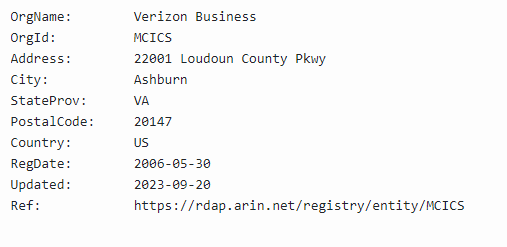 OrgName: Verizon Business
OrgId: MCICS
Address: 22001 Loudoun County Pkwy
City: Ashburn
StateProv: VA
PostalCode: 20147
Country: US
RegDate: 2006-05-30
Updated: 2023-09-20
Ref: https://rdap.arin.net/registry/entity/MCICS